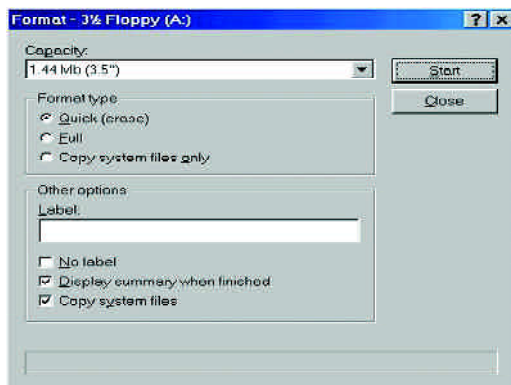 Format - 3½ Floppy (A:)
Capacity:
1.44 Mb (3.5")
Start
Close
Format type
Quick (erase)
Full
Copy system files only
Other options
Label:
No label
Display summary when finished
Copy system files